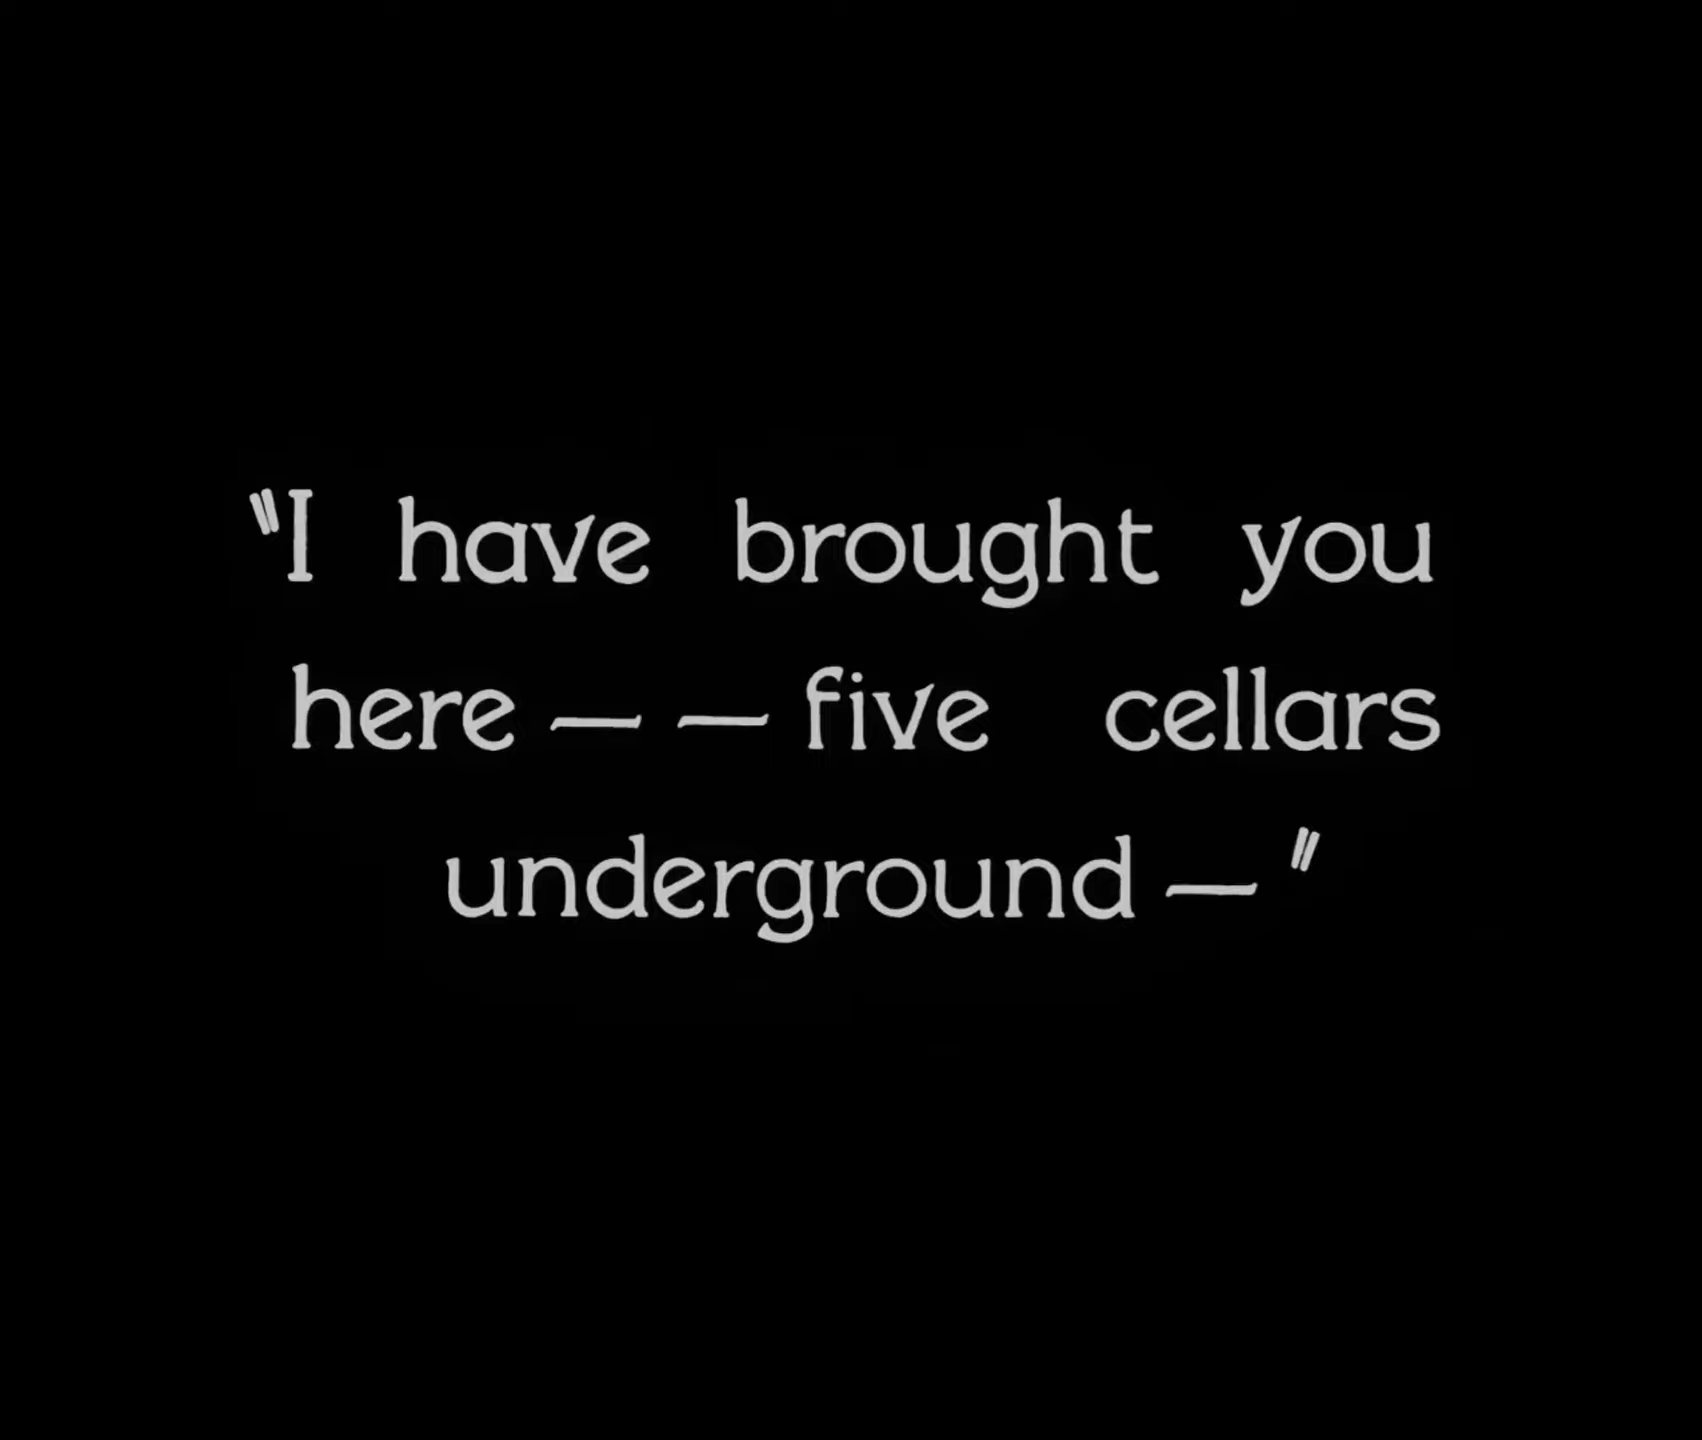 "I have brought you
here — — five cellars
underground — "